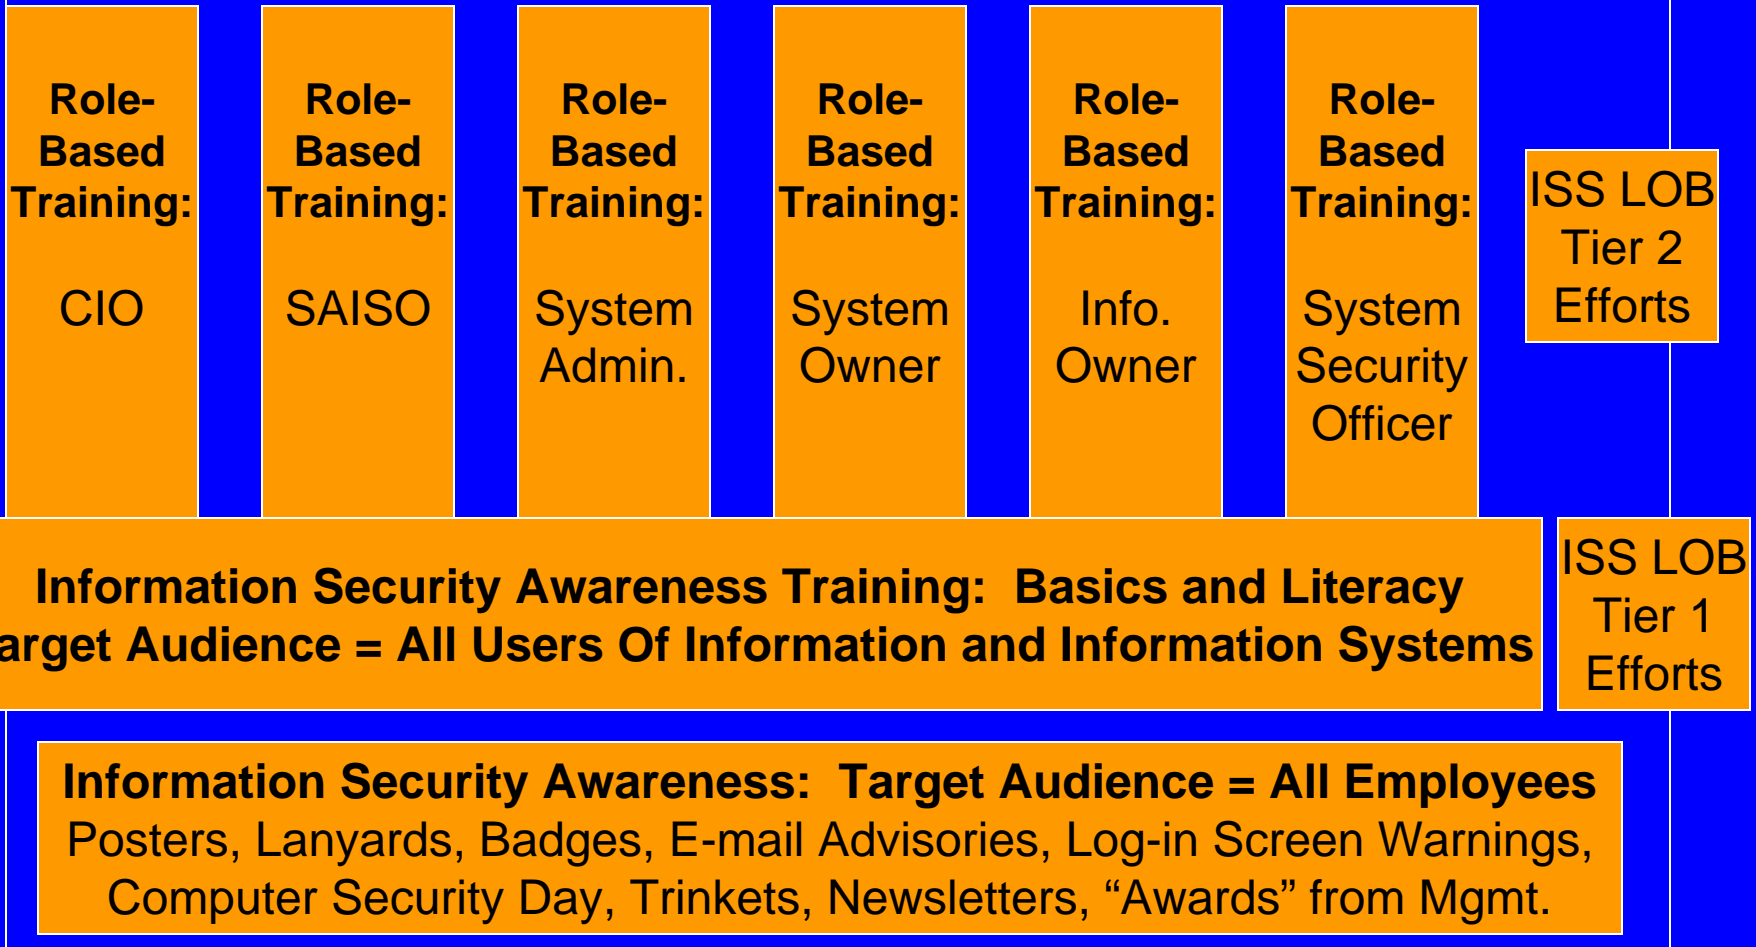 Role-
Based
Training:
CIO
Role-
Based
Training:
SAISO
Role-
Based
Training:
System
Admin.
Role-
Based
Training:
System
Owner
Role-
Based
Training:
Info.
Owner
Role-
Based
Training:
System
Security
Officer
ISS LOB
Tier 2
Efforts
Information Security Awareness Training:  Basics and Literacy
arget Audience = All Users Of Information and Information Systems
ISS LOB
Tier 1
Efforts
Information Security Awareness:  Target Audience = All Employees
Posters, Lanyards, Badges, E-mail Advisories, Log-in Screen Warnings,
Computer Security Day, Trinkets, Newsletters, “Awards” from Mgmt.